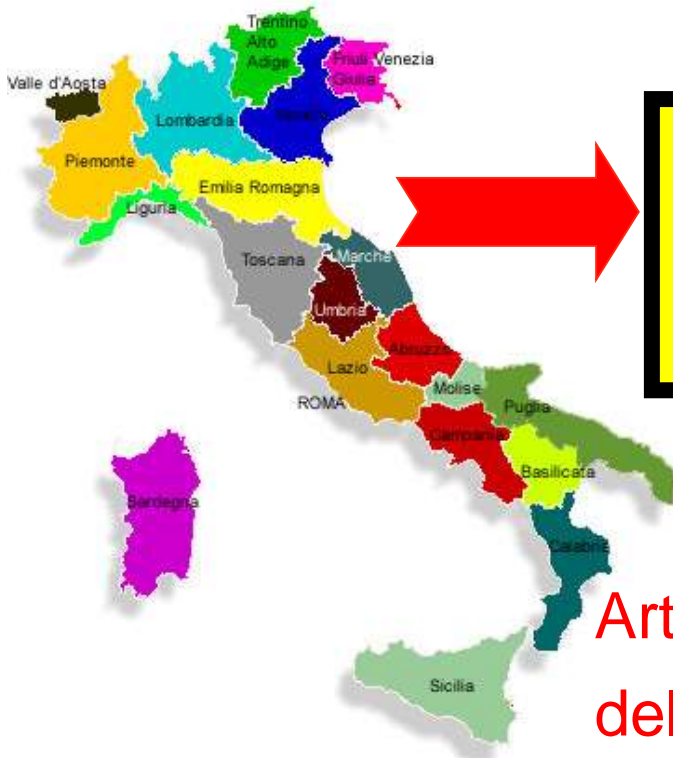 Trentino
Alto
Adige
Friuli Venezia
Giulia
Valle d'Aosta
Lombardia
Veneto
Piemonte
Emilia Romagna
Liguria
Toscana
Marche
Umbria
Abruzzo
Lazio
ROMA
Molise
Puglia
Campania
Basilicata
Sardegna
Calabria
Art
Sicilia
del